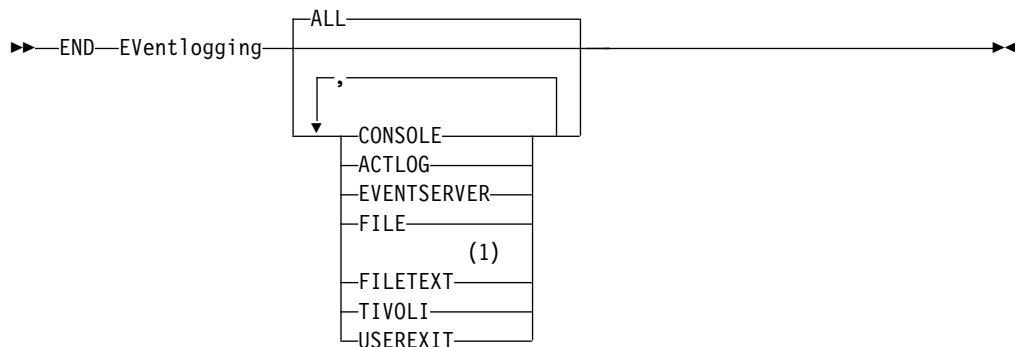 ALL
END EVentlogging
,
CONSOLE
ACTLOG
EVENTSERVER
FILE
(1)
FILETEXT
TIVOLI
USEREXIT